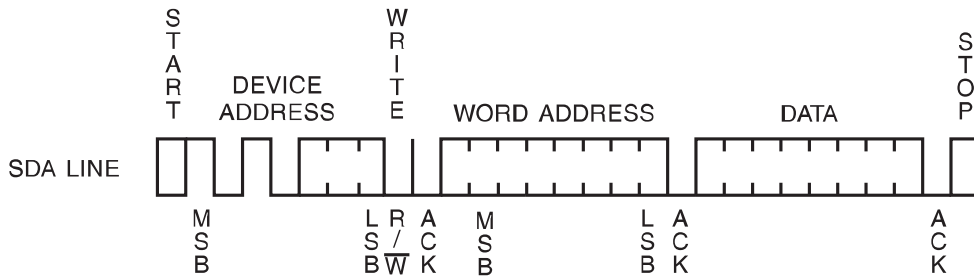 START
WRITE
STOP
DEVICE
ADDRESS
WORD ADDRESS
DATA
SDA LINE
MSB
LSB
R/W̅
ACK
MSB
LSB
ACK
ACK